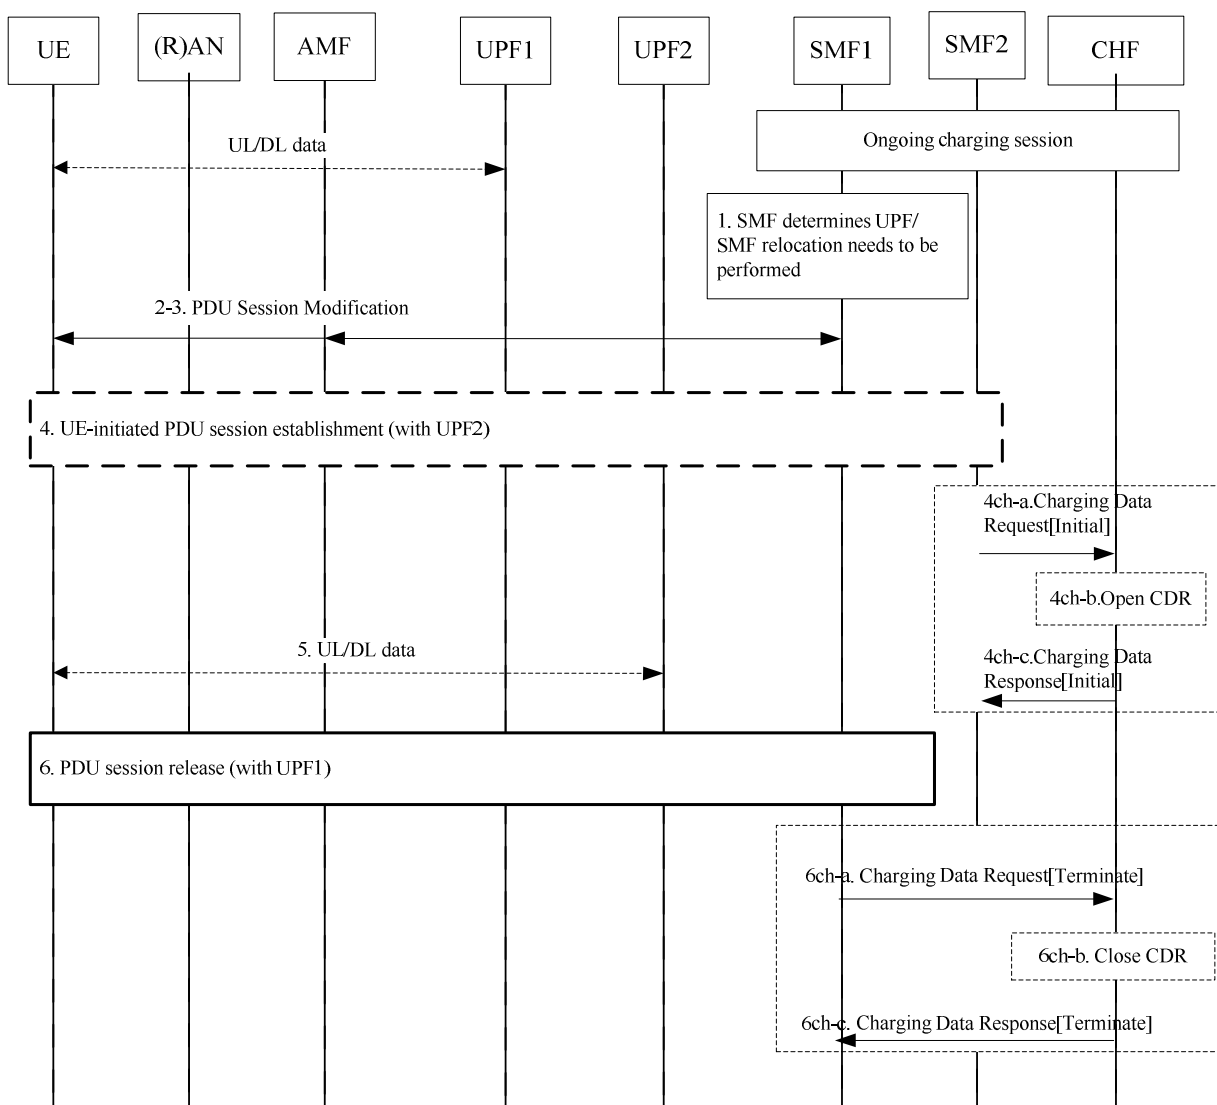 UE
(R)AN
AMF
UPF1
UPF2
SMF1
SMF2
CHF
Ongoing charging session
UL/DL data
1. SMF determines UPF/
SMF relocation needs to be
performed
2-3. PDU Session Modification
4. UE-initiated PDU session establishment (with UPF2)
4ch-a.Charging Data
Request[Initial]
4ch-b.Open CDR
5. UL/DL data
4ch-c.Charging Data
Response[Initial]
6. PDU session release (with UPF1)
6ch-a. Charging Data Request[Terminate]
6ch-b. Close CDR
6ch-c. Charging Data Response[Terminate]